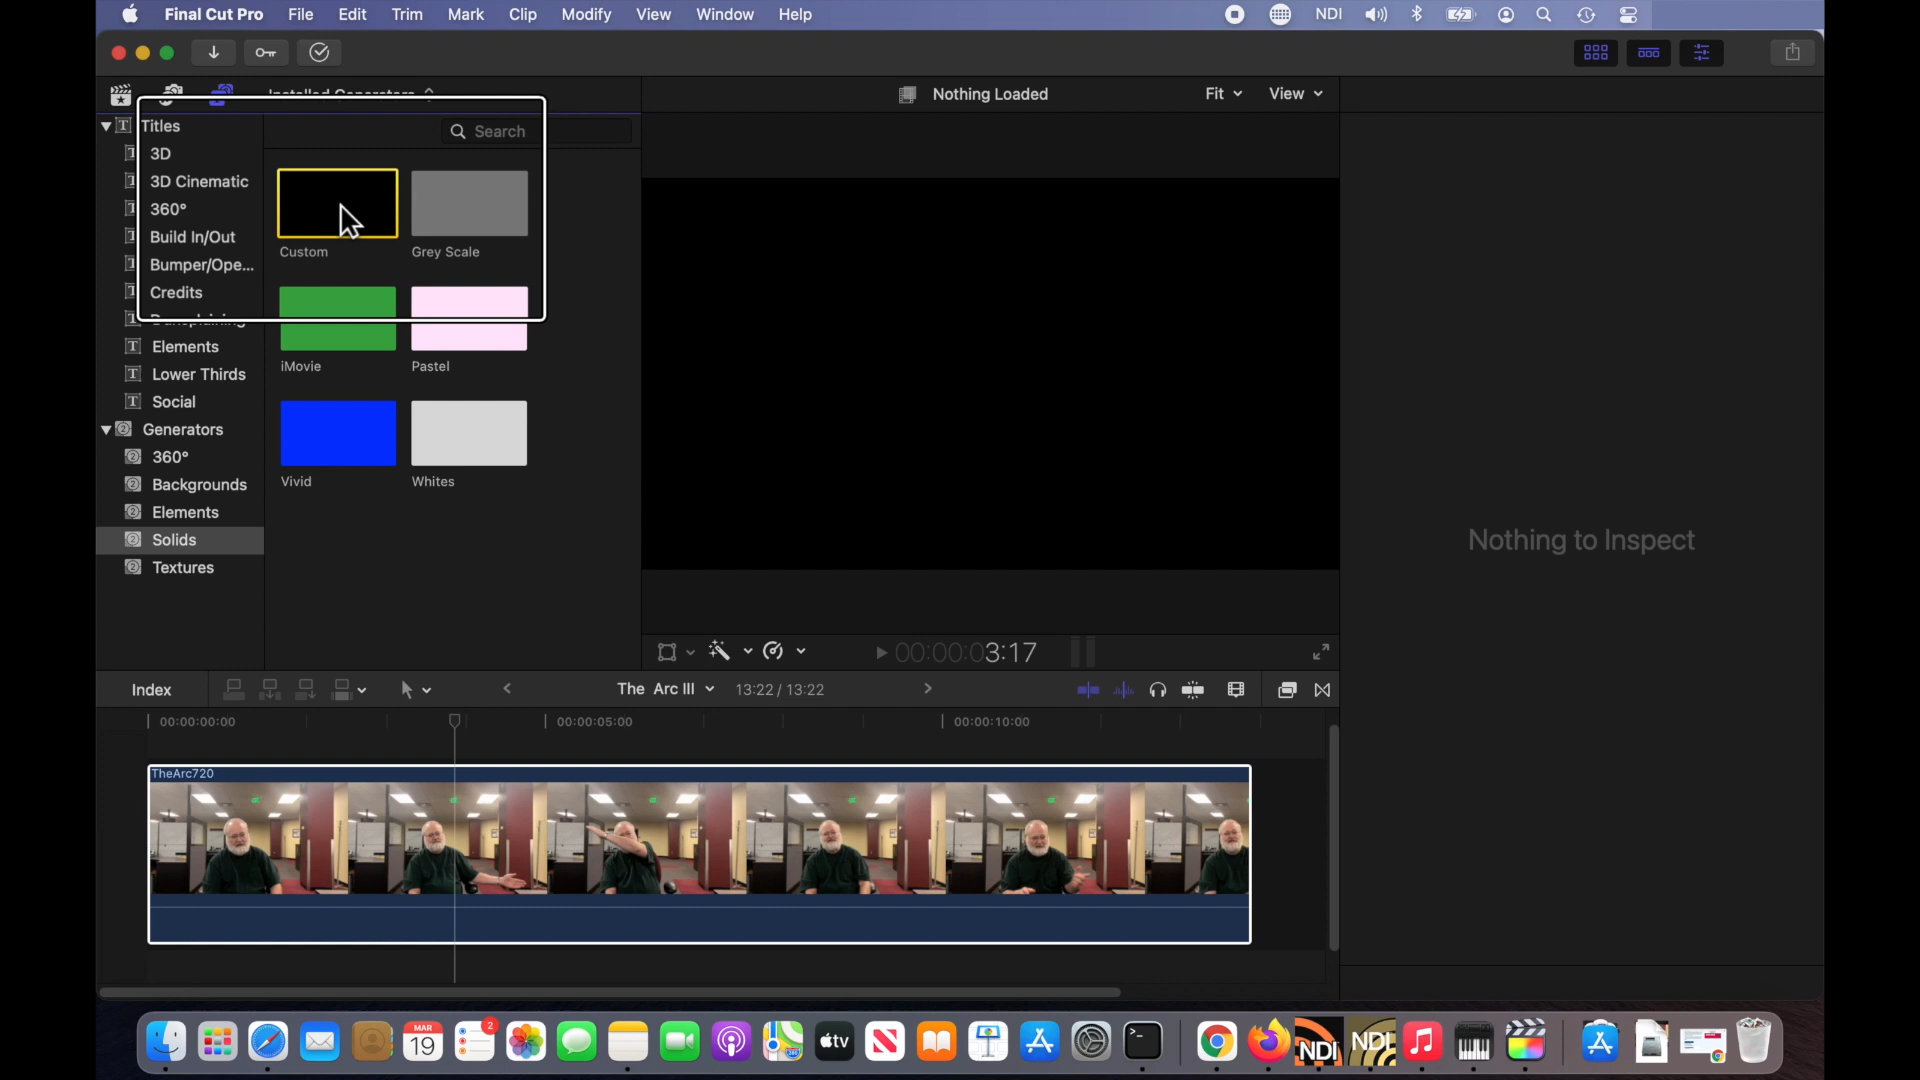 Final Cut Pro File Edit Trim Mark Clip Modify View Window Help
NDI
Nothing Loaded
Fit
View
Titles
Search
3D
3D Cinematic
360°
Build In/Out
Bumper/Ope...
Credits
Elements
Lower Thirds
Social
Generators
360°
Backgrounds
Elements
Solids
Textures
Custom
Grey Scale
iMovie
Pastel
Vivid
Whites
Nothing to Inspect
00:00:03:17
Index
The Arc III
13:22 / 13:22
00:00:00:00
00:00:05:00
00:00:10:00
TheArc720
MAR
19
2
tv
NDI
NDI